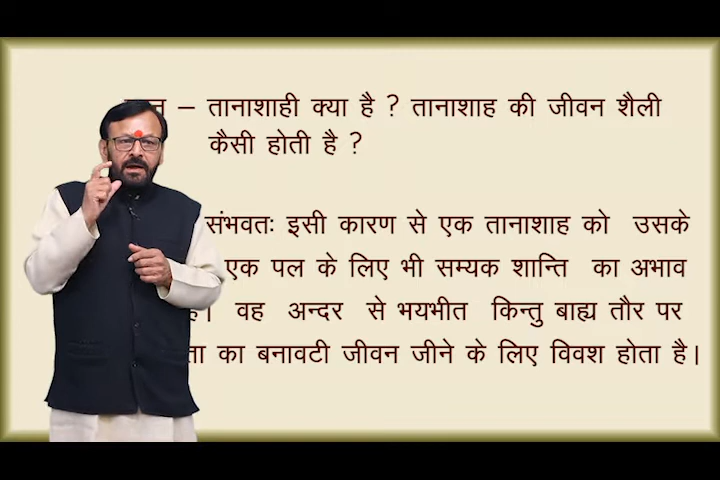 – तानाशाही क्या है ? तानाशाह की जीवन शैली
कैसी होती है ?
संभवतः इसी कारण से एक तानाशाह को उसके
एक पल के लिए भी सम्यक शान्ति का अभाव
है। वह अन्दर से भयभीत किन्तु बाह्य तौर पर
का बनावटी जीवन जीने के लिए विवश होता है।